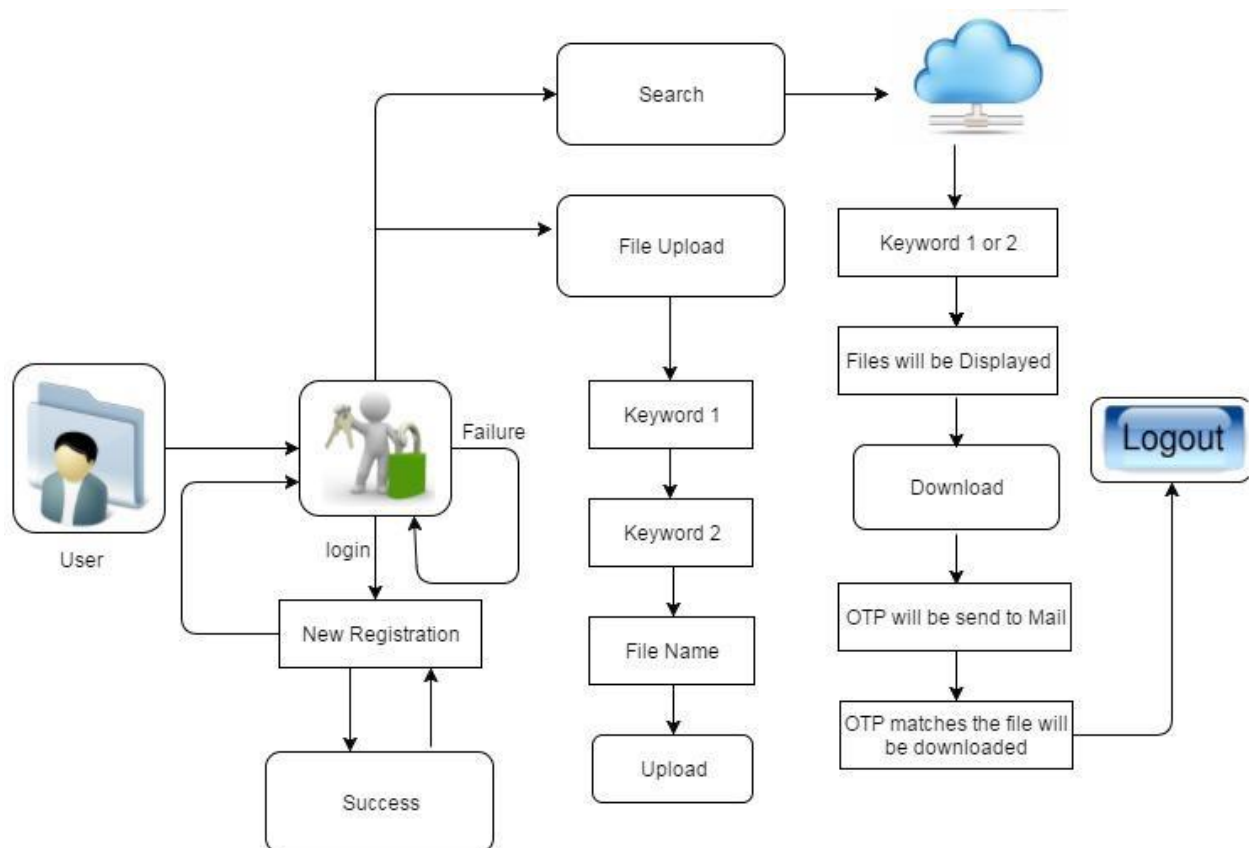 Search
File Upload
Keyword 1 or 2
Files will be Displayed
Keyword 1
Failure
Logout
Download
Keyword 2
login
User
New Registration
OTP will be send to Mail
File Name
OTP matches the file will
be downloaded
Upload
Success